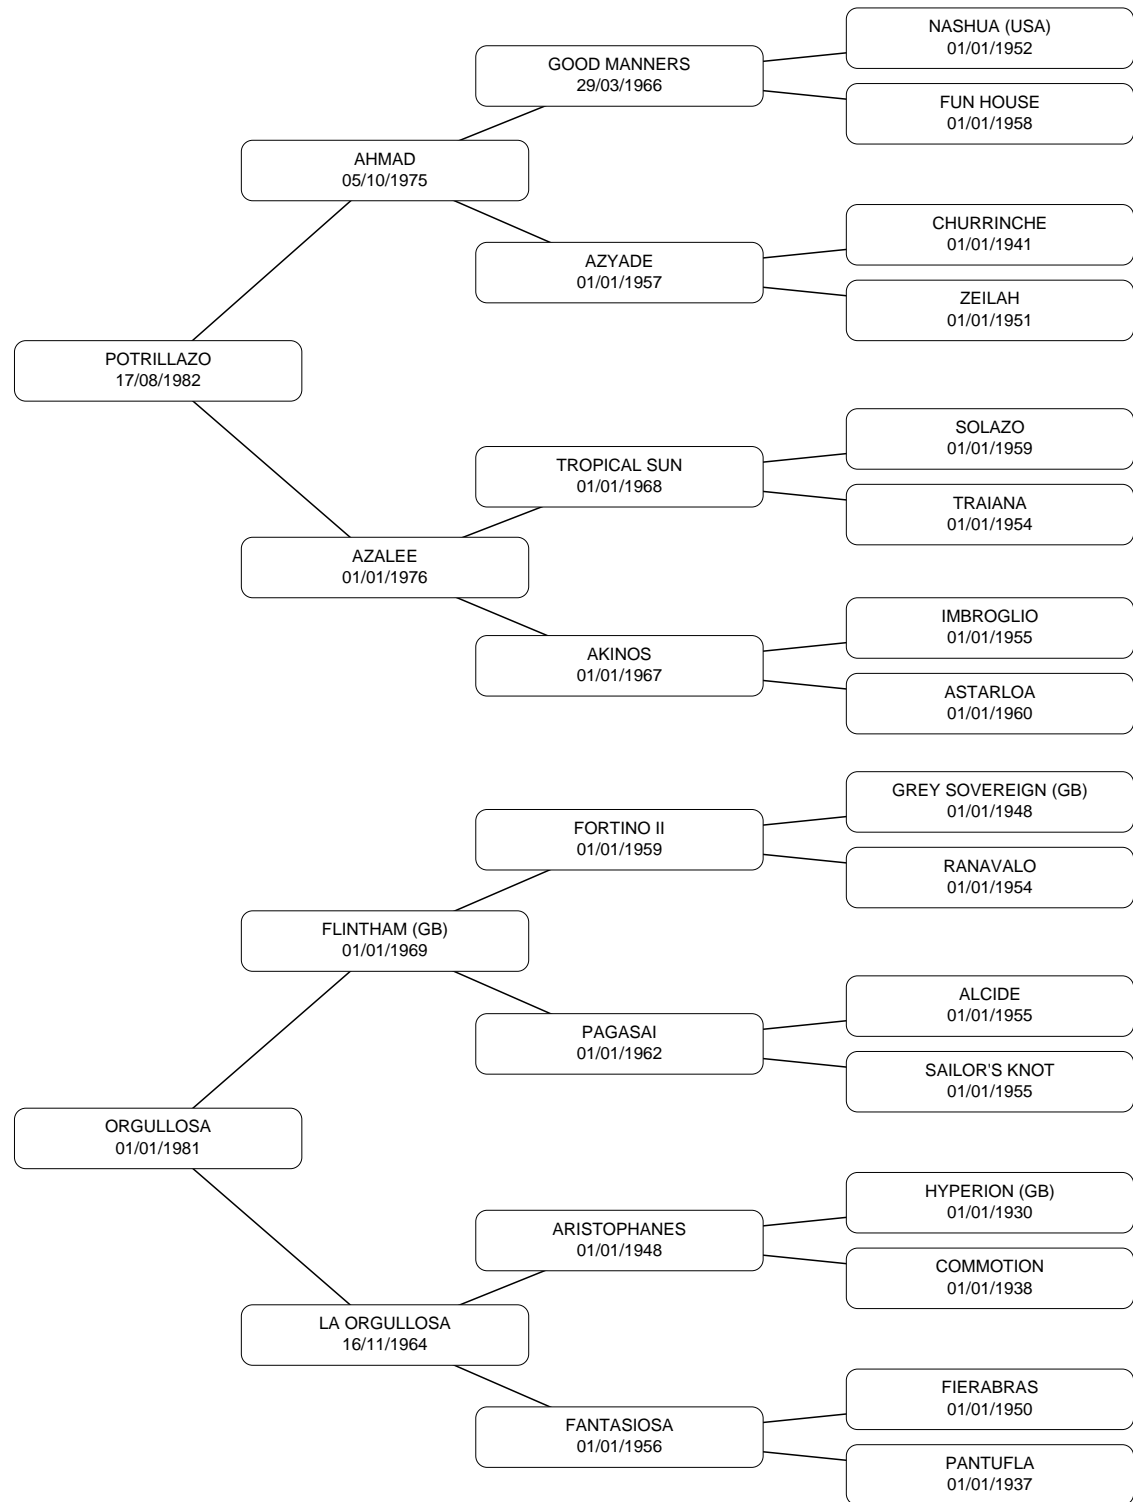 NASHUA (USA)
01/01/1952
GOOD MANNERS
29/03/1966
FUN HOUSE
01/01/1958
AHMAD
05/10/1975
CHURRINCHE
01/01/1941
AZYADE
01/01/1957
ZEILAH
01/01/1951
POTRILLAZO
17/08/1982
SOLAZO
01/01/1959
TROPICAL SUN
01/01/1968
TRAIANA
01/01/1954
AZALEE
01/01/1976
IMBROGLIO
01/01/1955
AKINOS
01/01/1967
ASTARLOA
01/01/1960
GREY SOVEREIGN (GB)
01/01/1948
FORTINO II
01/01/1959
RANAVALO
01/01/1954
FLINTHAM (GB)
01/01/1969
ALCIDE
01/01/1955
PAGASAI
01/01/1962
SAILOR'S KNOT
01/01/1955
ORGULLOSA
01/01/1981
HYPERION (GB)
01/01/1930
ARISTOPHANES
01/01/1948
COMMOTION
01/01/1938
LA ORGULLOSA
16/11/1964
FIERABRAS
01/01/1950
FANTASIOSA
01/01/1956
PANTUFLA
01/01/1937